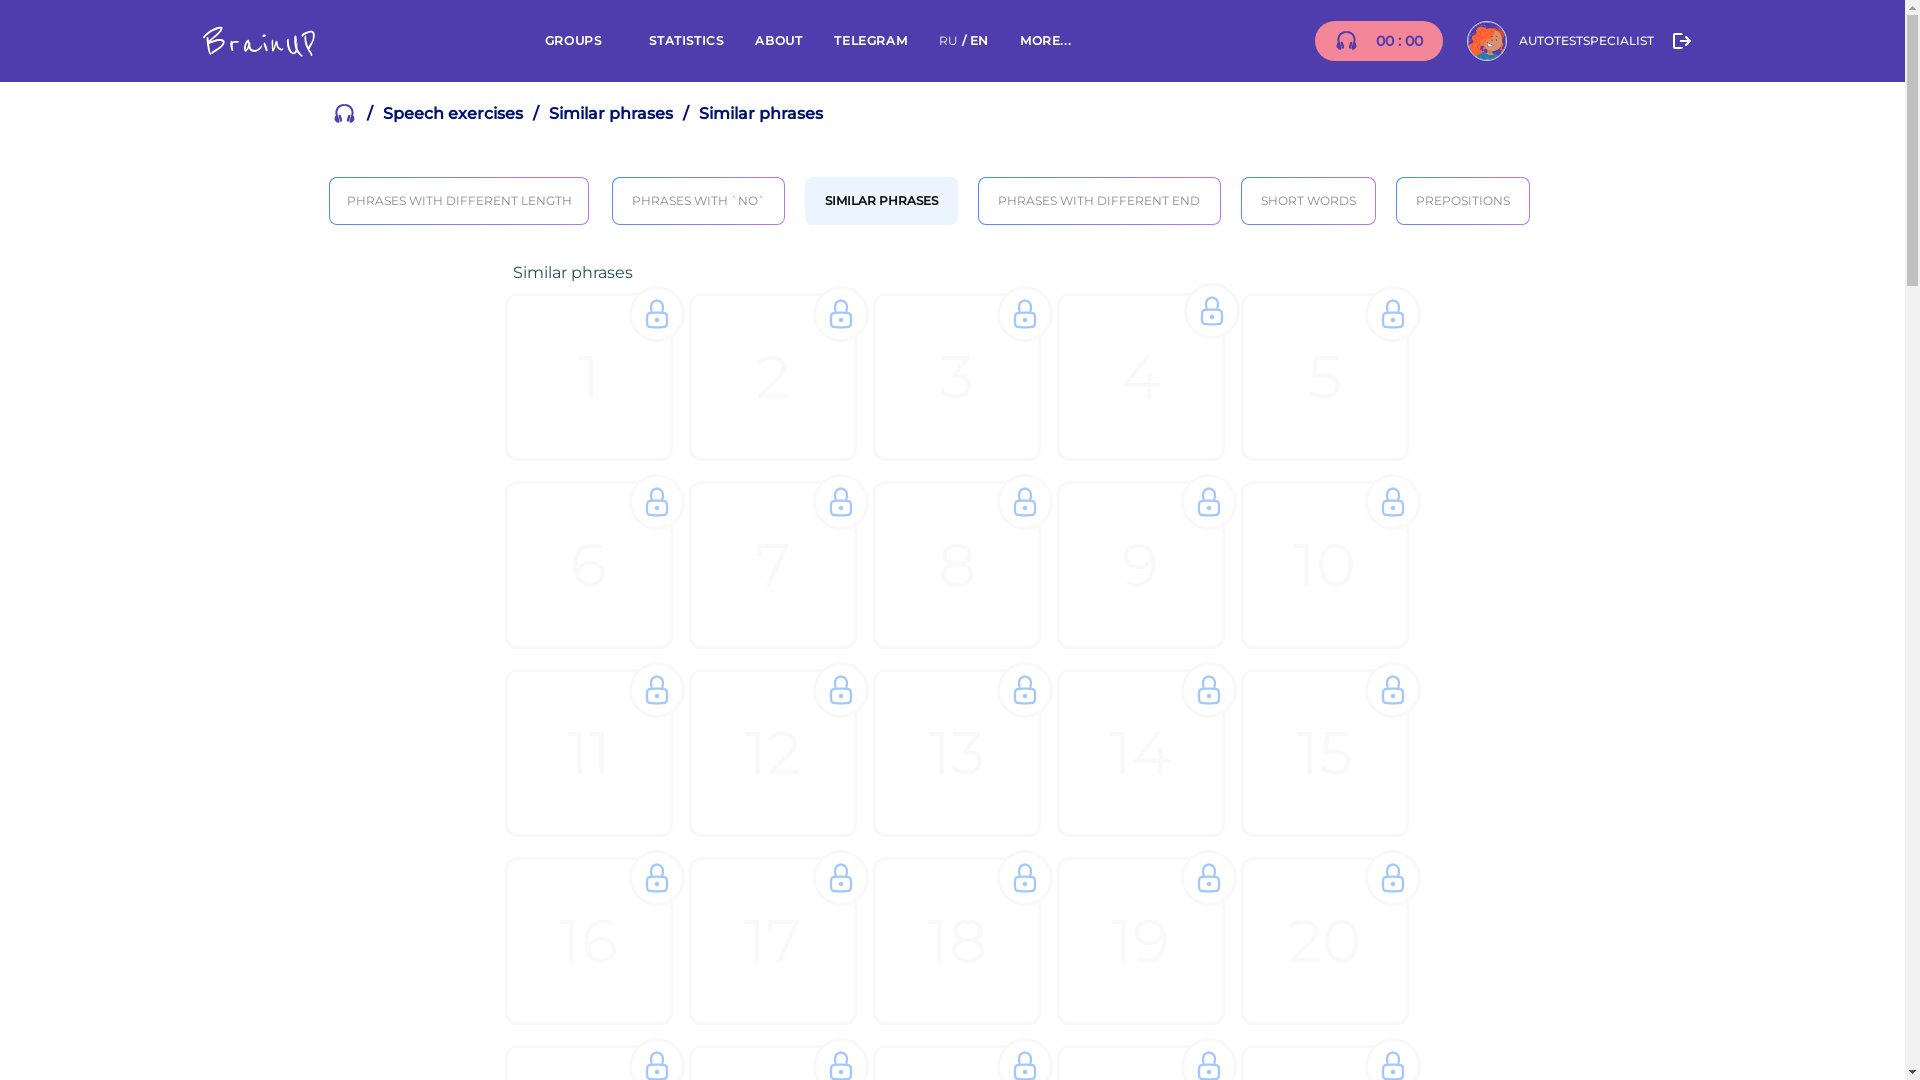 BrainUP GROUPS STATISTICS ABOUT TELEGRAM RU / EN MORE... 00 : 00 AUTOTESTSPECIALIST
/ Speech exercises / Similar phrases / Similar phrases
PHRASES WITH DIFFERENT LENGTH PHRASES WITH `NO` SIMILAR PHRASES PHRASES WITH DIFFERENT END SHORT WORDS PREPOSITIONS
Similar phrases
1 2 3 4 5
6 7 8 9 10
11 12 13 14 15
16 17 18 19 20